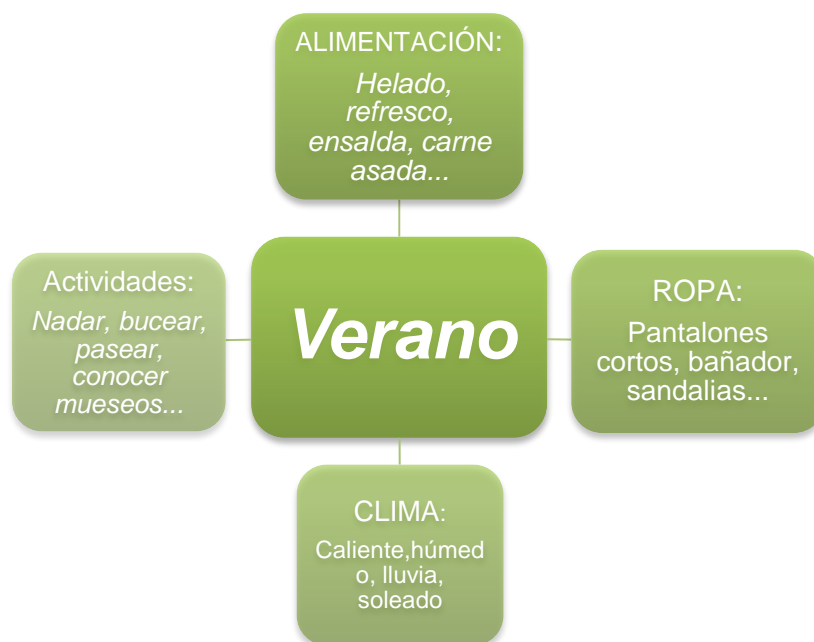 ALIMENTACIÓN:
Helado,
refresco,
ensalda, carne
asada...
Actividades:
Nadar, bucear,
pasear,
conocer
mueseos...
Verano
ROPA:
Pantalones
cortos, bañador,
sandalias...
CLIMA:
Caliente,húmed
o, lluvia,
soleado